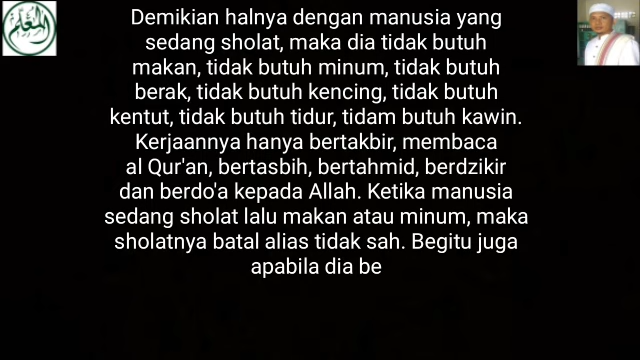 المعلم
Demikian halnya dengan manusia yang
sedang sholat, maka dia tidak butuh
makan, tidak butuh minum, tidak butuh
berak, tidak butuh kencing, tidak butuh
kentut, tidak butuh tidur, tidam butuh kawin.
Kerjaannya hanya bertakbir, membaca
al Qur'an, bertasbih, bertahmid, berdzikir
dan berdo'a kepada Allah. Ketika manusia
sedang sholat lalu makan atau minum, maka
sholatnya batal alias tidak sah. Begitu juga
apabila dia be